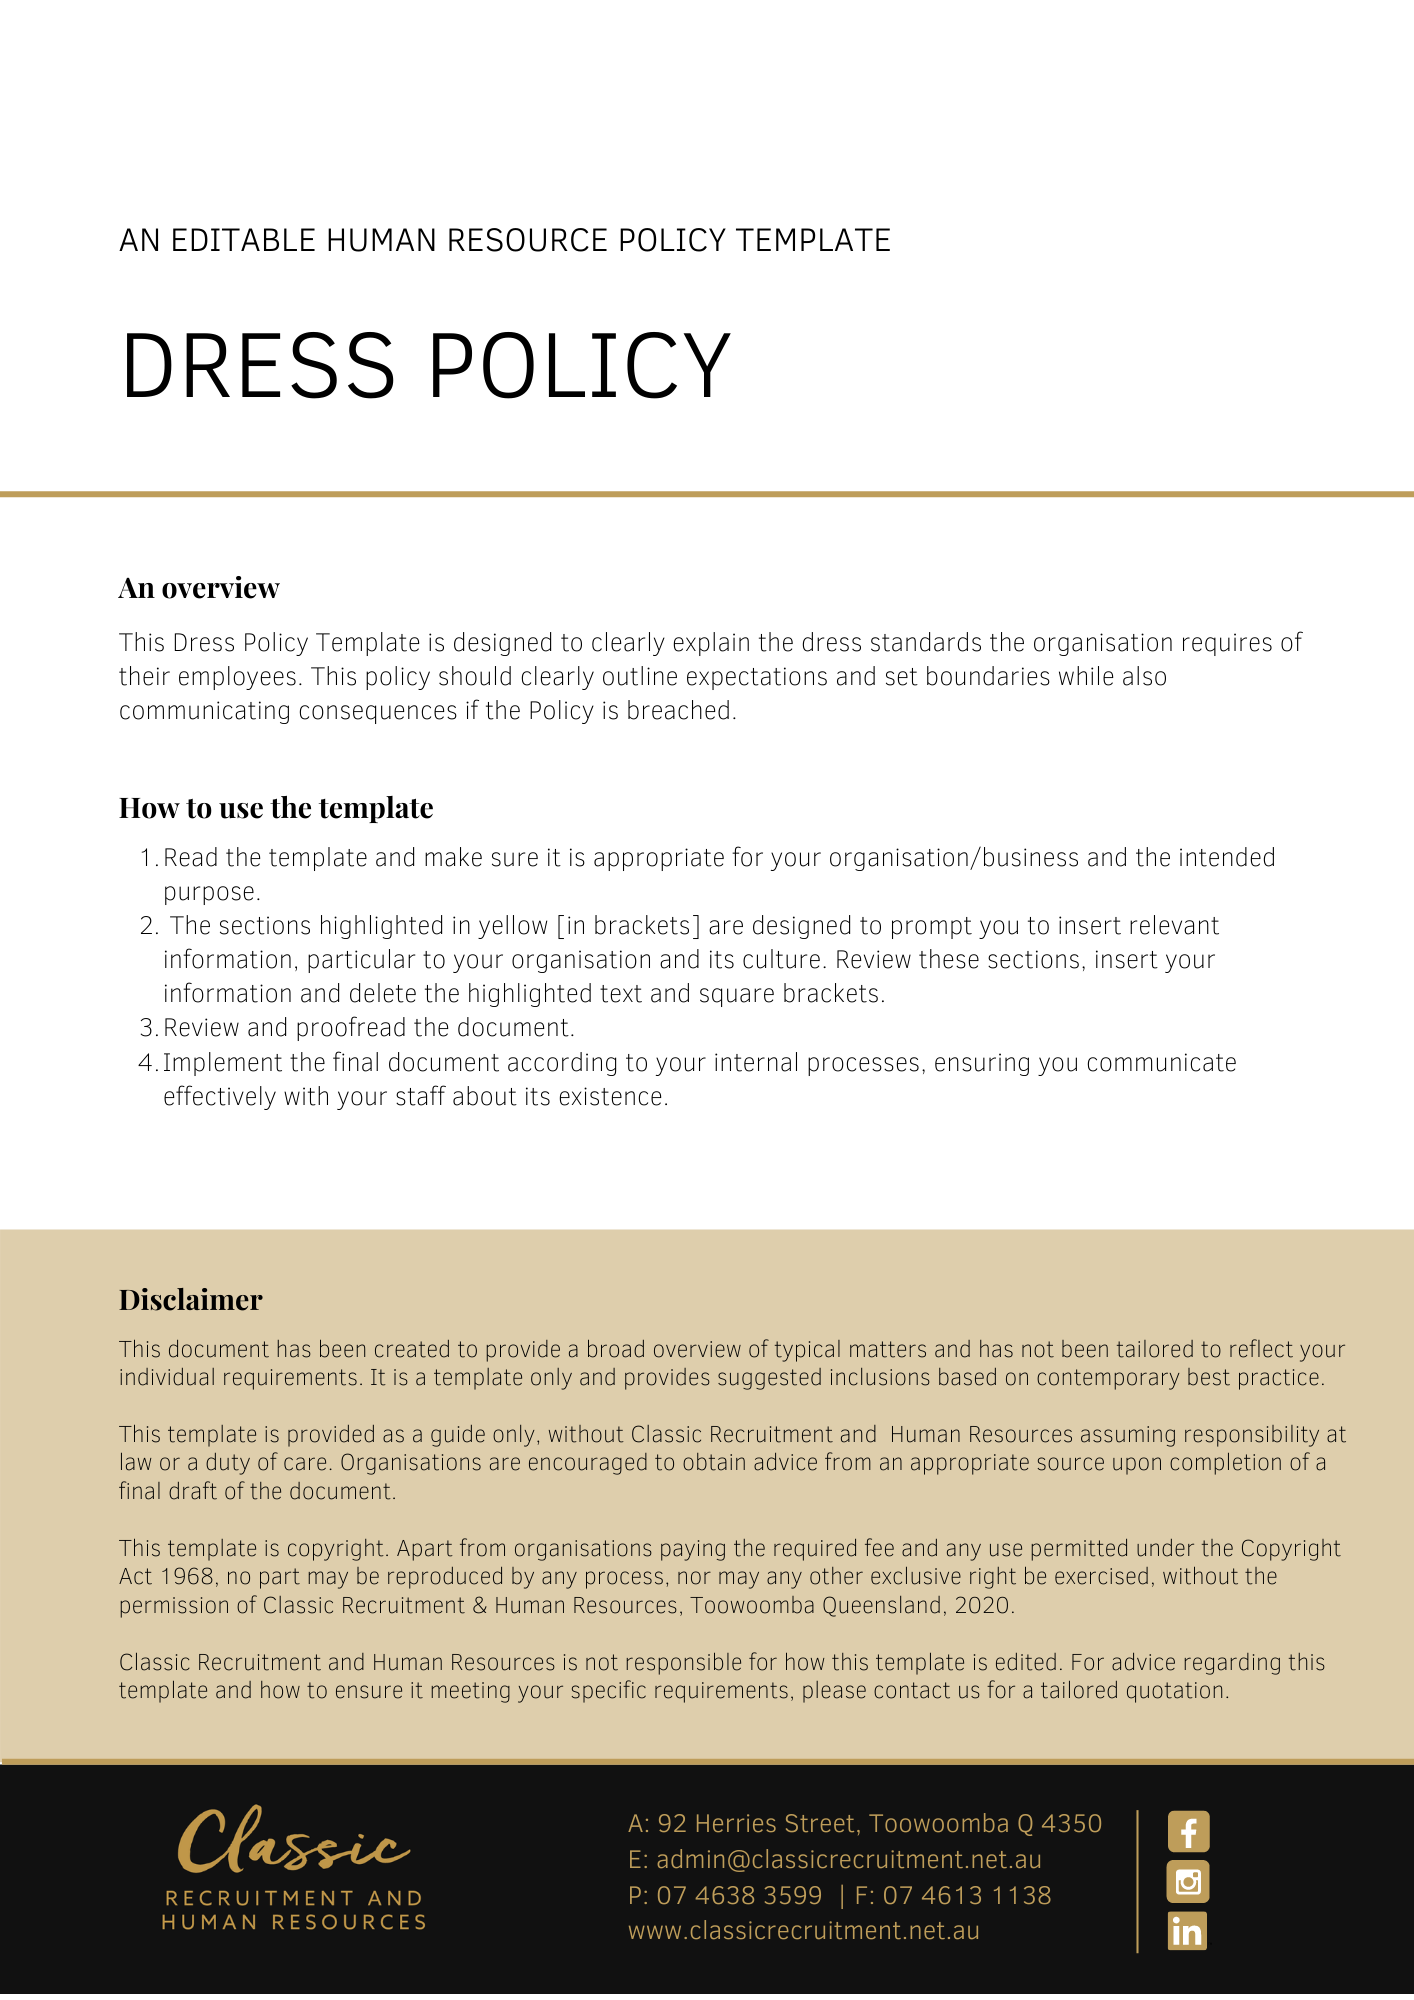 AN EDITABLE HUMAN RESOURCE POLICY TEMPLATE
DRESS POLICY
An overview
This Dress Policy Template is designed to clearly explain the dress standards the organisation requires of
their employees. This policy should clearly outline expectations and set boundaries while also
communicating consequences if the Policy is breached.
How to use the template
1. Read the template and make sure it is appropriate for your organisation/business and the intended
purpose.
2. The sections highlighted in yellow [in brackets] are designed to prompt you to insert relevant
information, particular to your organisation and its culture. Review these sections, insert your
information and delete the highlighted text and square brackets.
3. Review and proofread the document.
4. Implement the final document according to your internal processes, ensuring you communicate
effectively with your staff about its existence.
Disclaimer
This document has been created to provide a broad overview of typical matters and has not been tailored to reflect your
individual requirements. It is a template only and provides suggested inclusions based on contemporary best practice.
This template is provided as a guide only, without Classic Recruitment and  Human Resources assuming responsibility at
law or a duty of care. Organisations are encouraged to obtain advice from an appropriate source upon completion of a
final draft of the document.
This template is copyright. Apart from organisations paying the required fee and any use permitted under the Copyright
Act 1968, no part may be reproduced by any process, nor may any other exclusive right be exercised, without the
permission of Classic Recruitment & Human Resources, Toowoomba Queensland, 2020.
Classic Recruitment and Human Resources is not responsible for how this template is edited. For advice regarding this
template and how to ensure it meeting your specific requirements, please contact us for a tailored quotation.
Classic
RECRUITMENT AND
HUMAN RESOURCES
A: 92 Herries Street, Toowoomba Q 4350
E: admin@classicrecruitment.net.au
P: 07 4638 3599  | F: 07 4613 1138
www.classicrecruitment.net.au